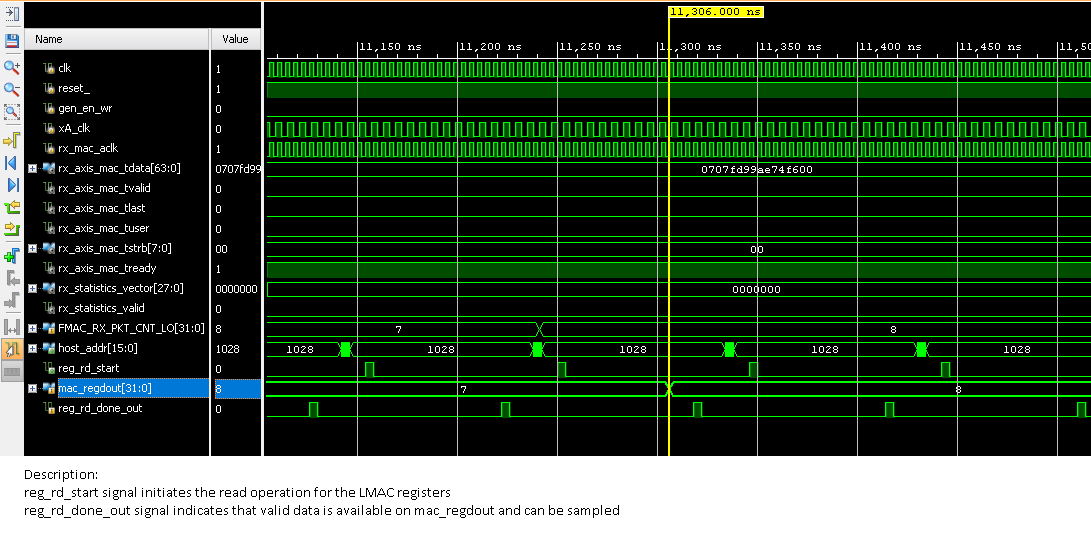 11,306.000 ns
Name Value
11,150 ns 11,200 ns 11,250 ns 11,300 ns 11,350 ns 11,400 ns 11,450 ns 11,50
clk 1
reset_ 1
gen_en_wr 0
xA_clk 0
rx_mac_aclk 1
rx_axis_mac_tdata[63:0] 0707fd99 0707fd99ae74f600
rx_axis_mac_tvalid 0
rx_axis_mac_tlast 0
rx_axis_mac_tuser 0
rx_axis_mac_tstrb[7:0] 00 00
rx_axis_mac_tready 1
rx_statistics_vector[27:0] 0000000 0000000
rx_statistics_valid 0
FMAC_RX_PKT_CNT_LO[31:0] 8 7 8
host_addr[15:0] 1028 1028 1028 1028 1028 1028
reg_rd_start 0
mac_regdout[31:0] 8 7 8
reg_rd_done_out 0
Description:
reg_rd_start signal initiates the read operation for the LMAC registers
reg_rd_done_out signal indicates that valid data is available on mac_regdout and can be sampled